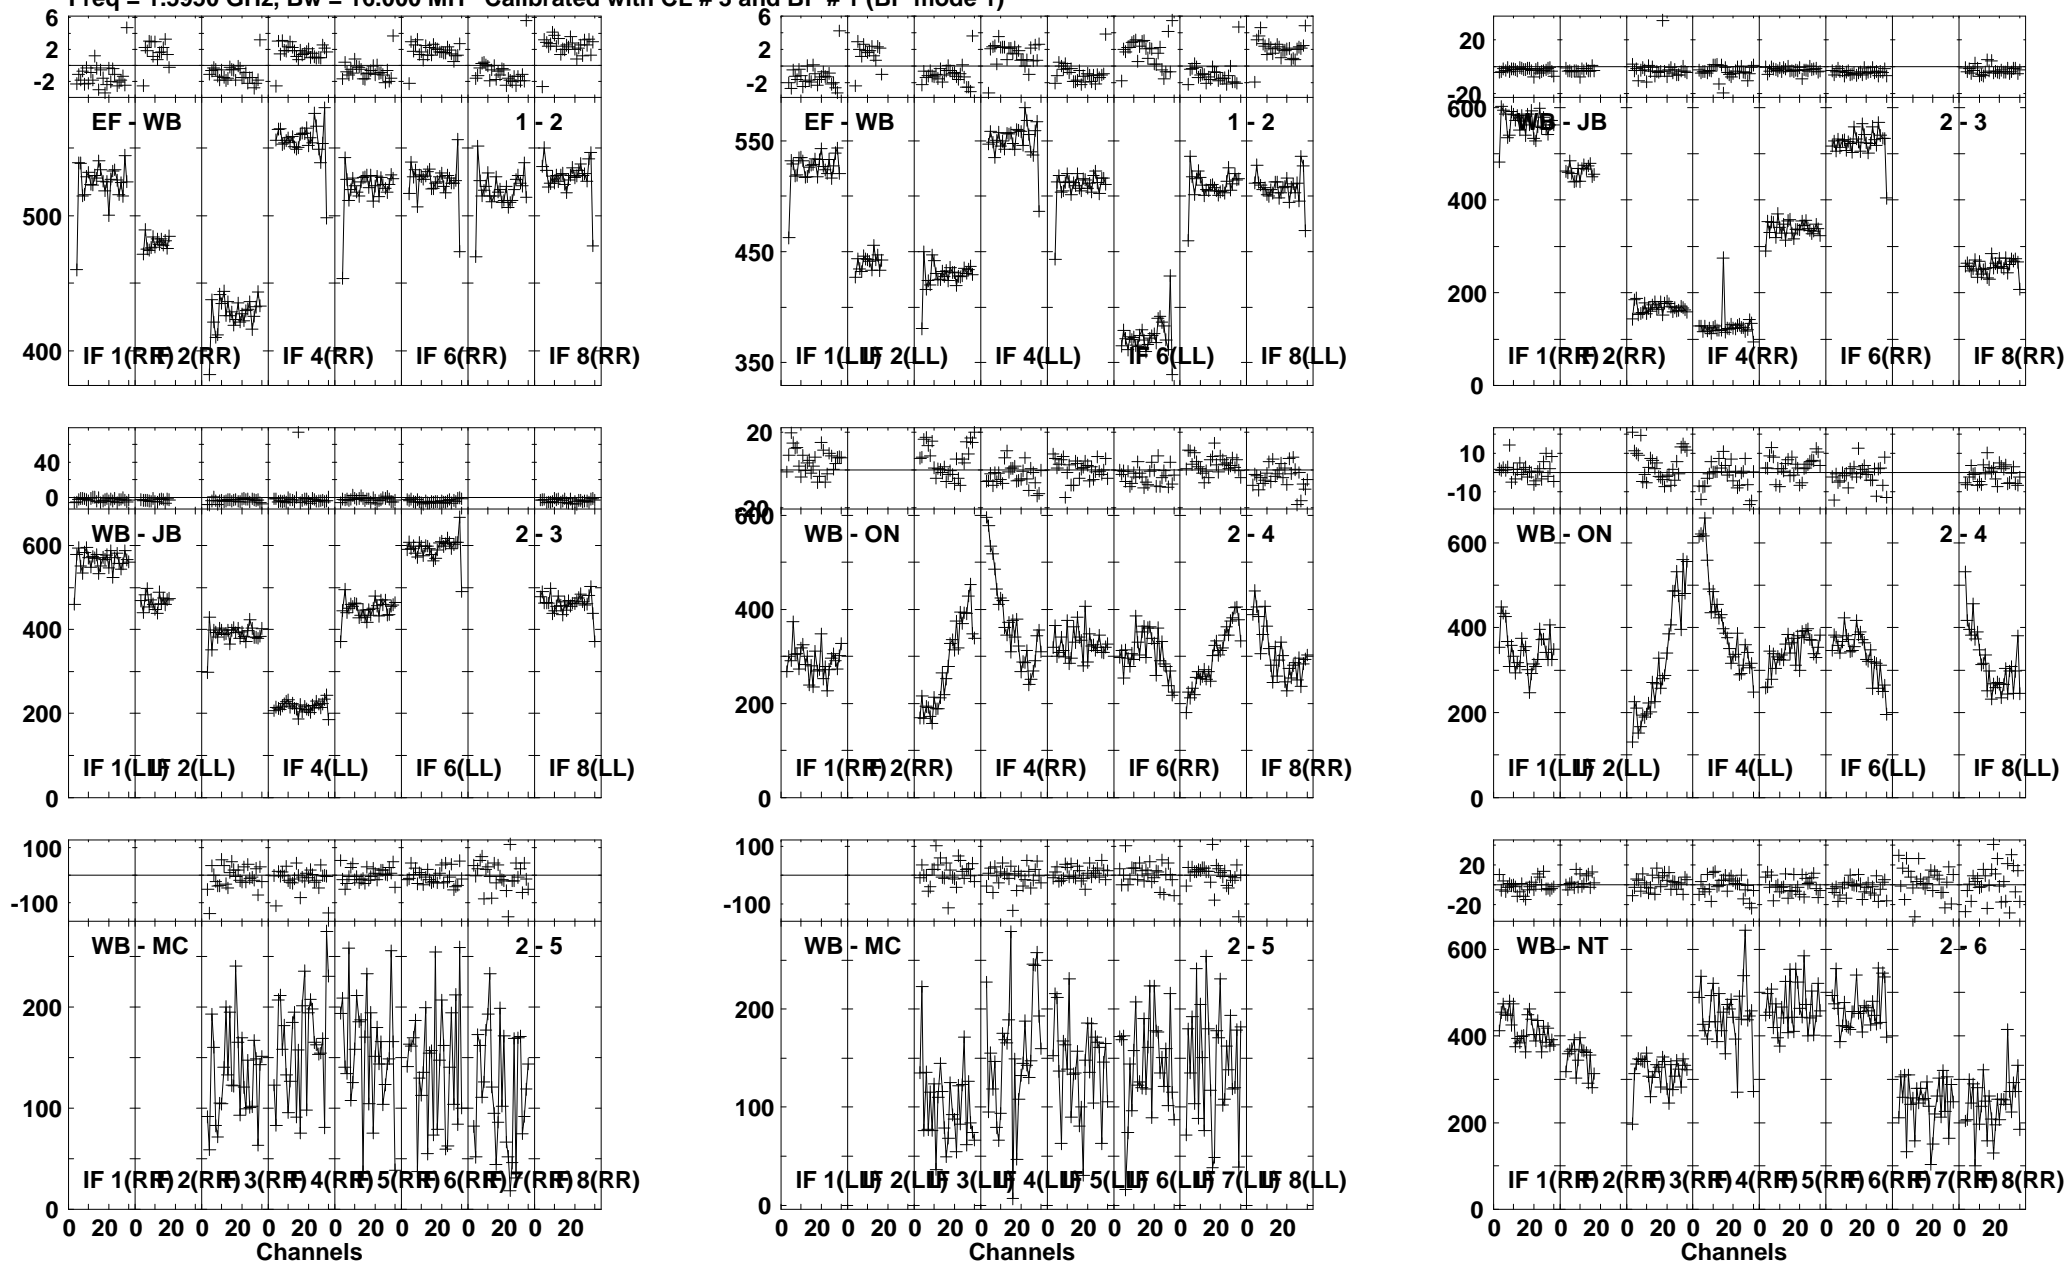 Calibrated with CL # 3 and BP # 1 (BP mode 1)
6
2
-2
EF - WB
1 - 2
500
400
IF 1(RR)
IF 2(RR)
IF 4(RR)
IF 6(RR)
IF 8(RR)
6
2
-2
EF - WB
1 - 2
550
450
350
IF 1(LL)
IF 2(LL)
IF 4(LL)
IF 6(LL)
IF 8(LL)
20
-20
WB - JB
2 - 3
600
400
200
0
IF 1(RR)
IF 2(RR)
IF 4(RR)
IF 6(RR)
IF 8(RR)
40
0
WB - JB
2 - 3
600
400
200
0
IF 1(LL)
IF 2(LL)
IF 4(LL)
IF 6(LL)
IF 8(LL)
20
-20
WB - ON
2 - 4
600
400
200
0
IF 1(RR)
IF 2(RR)
IF 4(RR)
IF 6(RR)
IF 8(RR)
10
-10
WB - ON
2 - 4
600
400
200
0
IF 1(LL)
IF 2(LL)
IF 4(LL)
IF 6(LL)
IF 8(LL)
100
-100
WB - MC
2 - 5
200
100
0
IF 1(RR)
IF 2(RR)
IF 3(RR)
IF 4(RR)
IF 5(RR)
IF 6(RR)
IF 7(RR)
IF 8(RR)
0 20 0 20 0 20 0 20 0 20 0 20 0 20 0 20
Channels
100
-100
WB - MC
2 - 5
200
100
0
IF 1(LL)
IF 2(LL)
IF 3(LL)
IF 4(LL)
IF 5(LL)
IF 6(LL)
IF 7(LL)
IF 8(LL)
0 20 0 20 0 20 0 20 0 20 0 20 0 20 0 20
20
-20
WB - NT
2 - 6
600
400
200
0
IF 1(RR)
IF 2(RR)
IF 3(RR)
IF 4(RR)
IF 5(RR)
IF 6(RR)
IF 7(RR)
IF 8(RR)
0 20 0 20 0 20 0 20 0 20 0 20 0 20 0 20
Channels